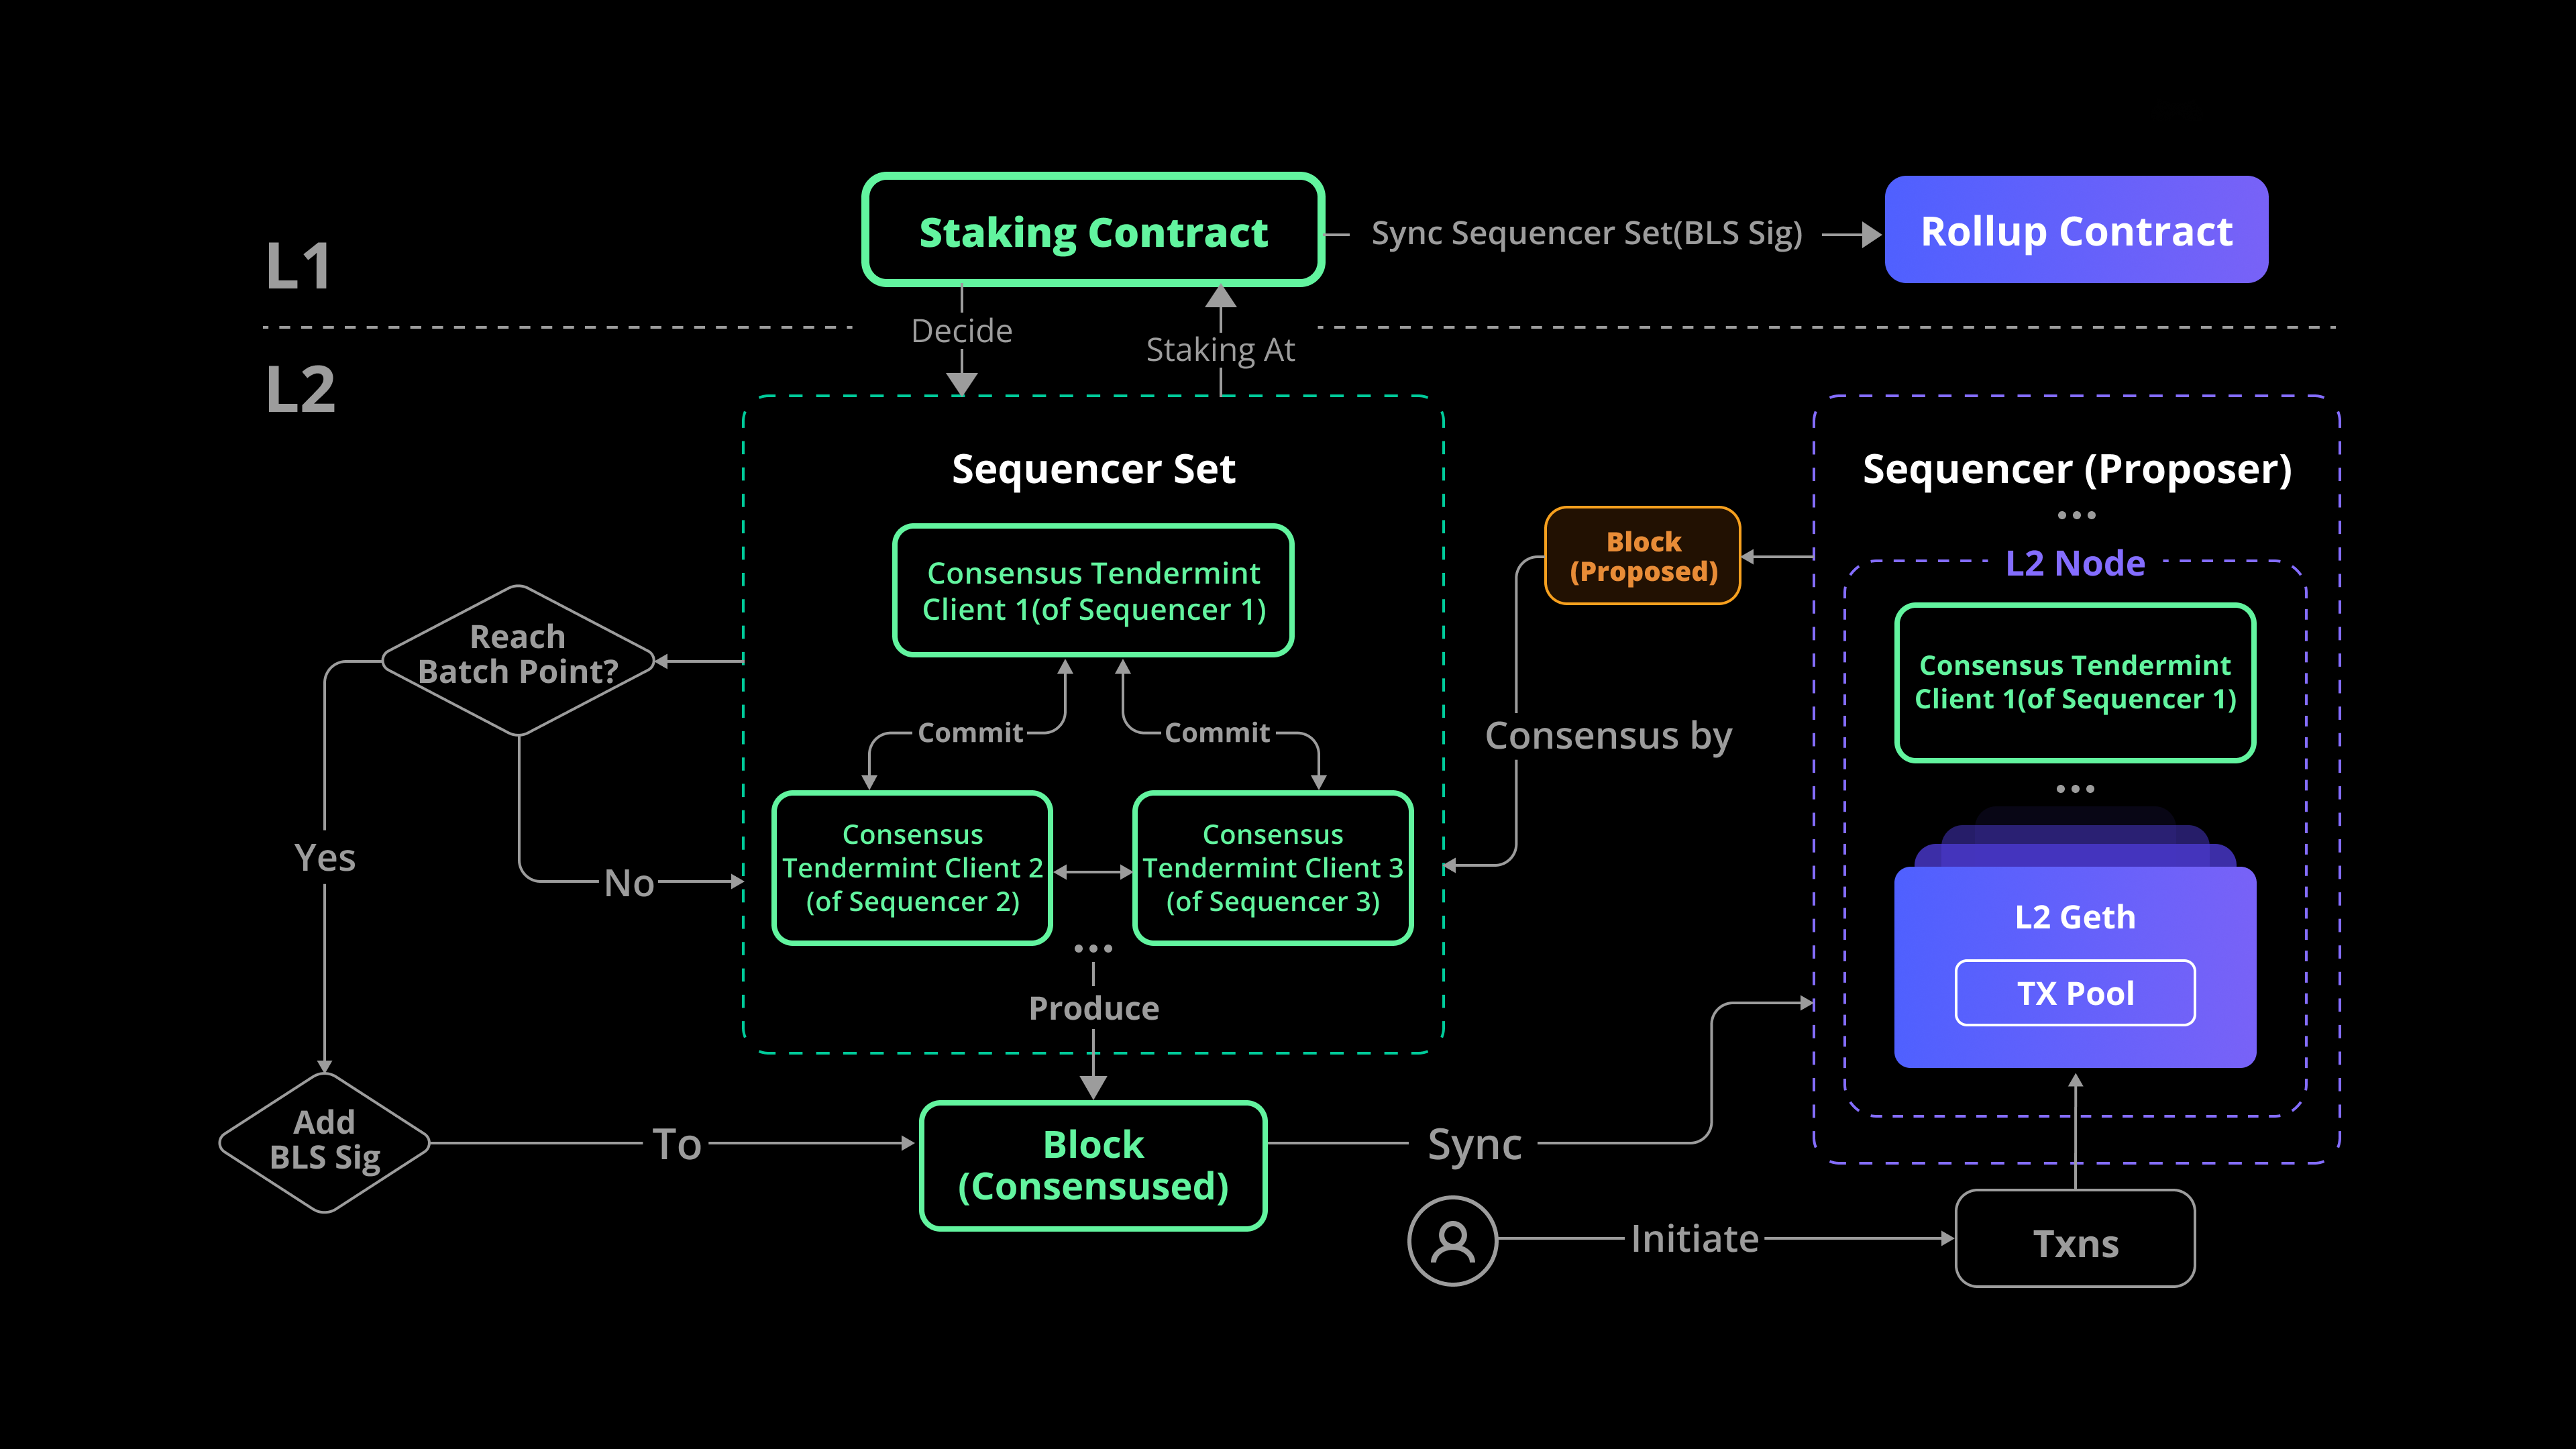 L1
Staking Contract
Sync Sequencer Set(BLS Sig)
Rollup Contract
Decide
Staking At
L2
Sequencer Set
Consensus Tendermint
Client 1(of Sequencer 1)
Commit
Commit
Consensus
Tendermint Client 2
(of Sequencer 2)
Consensus
Tendermint Client 3
(of Sequencer 3)
...
Produce
Reach
Batch Point?
Yes
No
Add
BLS Sig
To
Block
(Consensused)
Sync
Block
(Proposed)
Consensus by
Sequencer (Proposer)
...
L2 Node
Consensus Tendermint
Client 1(of Sequencer 1)
...
L2 Geth
TX Pool
Initiate
Txns